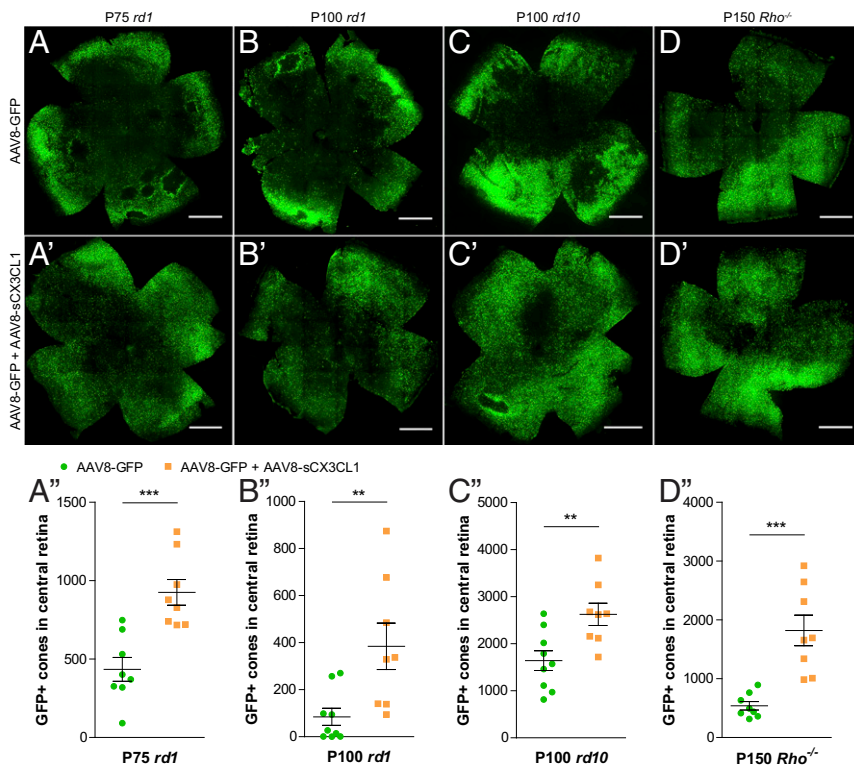 P75 rd1 P100 rd1 P100 rd10 P150 Rho-/-
A B C D
AAV8-GFP
A' B' C' D'
AAV8-GFP + AAV8-sCX3CL1
AAV8-GFP AAV8-GFP + AAV8-sCX3CL1
A"
GFP+ cones in central retina
1500
1000
500
0
***
P75 rd1
B"
GFP+ cones in central retina
1000
800
600
400
200
0
**
P100 rd1
C"
GFP+ cones in central retina
5000
4000
3000
2000
1000
0
**
P100 rd10
D"
GFP+ cones in central retina
4000
3000
2000
1000
0
***
P150 Rho-/-